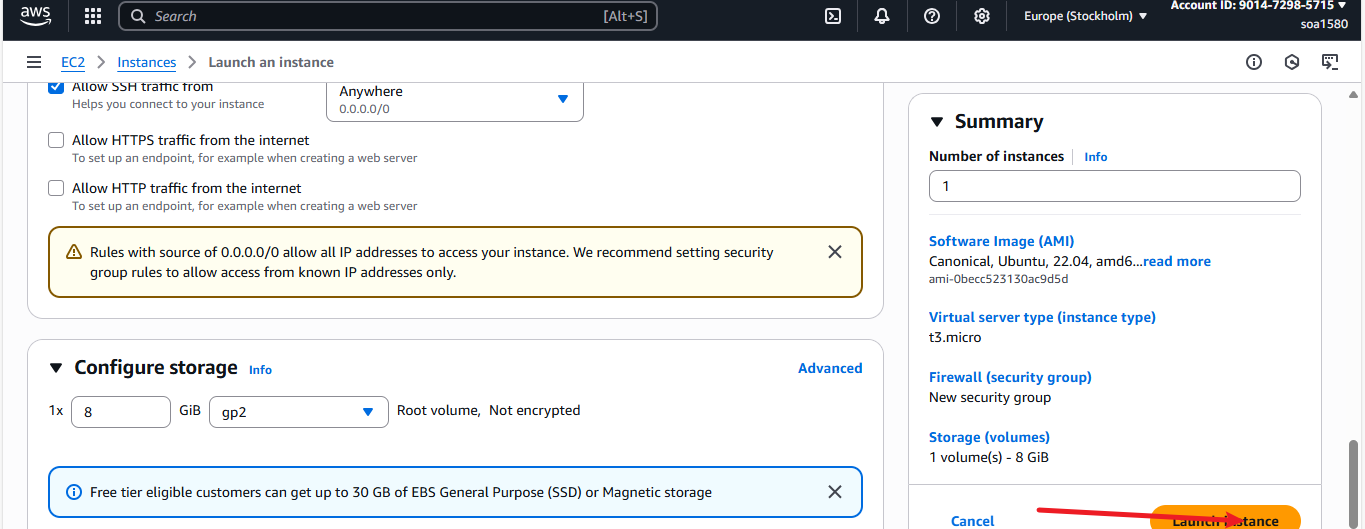 aws
Search [Alt+S]
Europe (Stockholm)
Account ID: 9014-7298-5715
soa1580
EC2 > Instances > Launch an instance
Allow SSH traffic from
Helps you connect to your instance
Anywhere
0.0.0.0/0
Allow HTTPS traffic from the internet
To set up an endpoint, for example when creating a web server
Allow HTTP traffic from the internet
To set up an endpoint, for example when creating a web server
Rules with source of 0.0.0.0/0 allow all IP addresses to access your instance. We recommend setting security
group rules to allow access from known IP addresses only.
Configure storage Info
Advanced
1x 8 GiB gp2 Root volume, Not encrypted
Free tier eligible customers can get up to 30 GB of EBS General Purpose (SSD) or Magnetic storage
Summary
Number of instances Info
1
Software Image (AMI)
Canonical, Ubuntu, 22.04, amd6...read more
ami-0becc523130ac9d5d
Virtual server type (instance type)
t3.micro
Firewall (security group)
New security group
Storage (volumes)
1 volume(s) - 8 GiB
Cancel
Launch instance